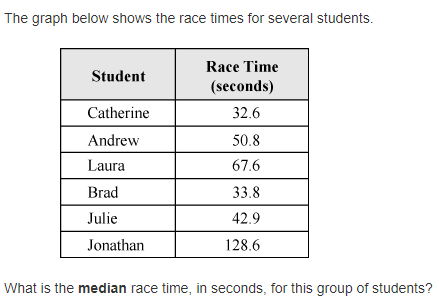 The graph below shows the race times for several students.
Student Race Time (seconds)
Catherine 32.6
Andrew 50.8
Laura 67.6
Brad 33.8
Julie 42.9
Jonathan 128.6
What is the median race time, in seconds, for this group of students?